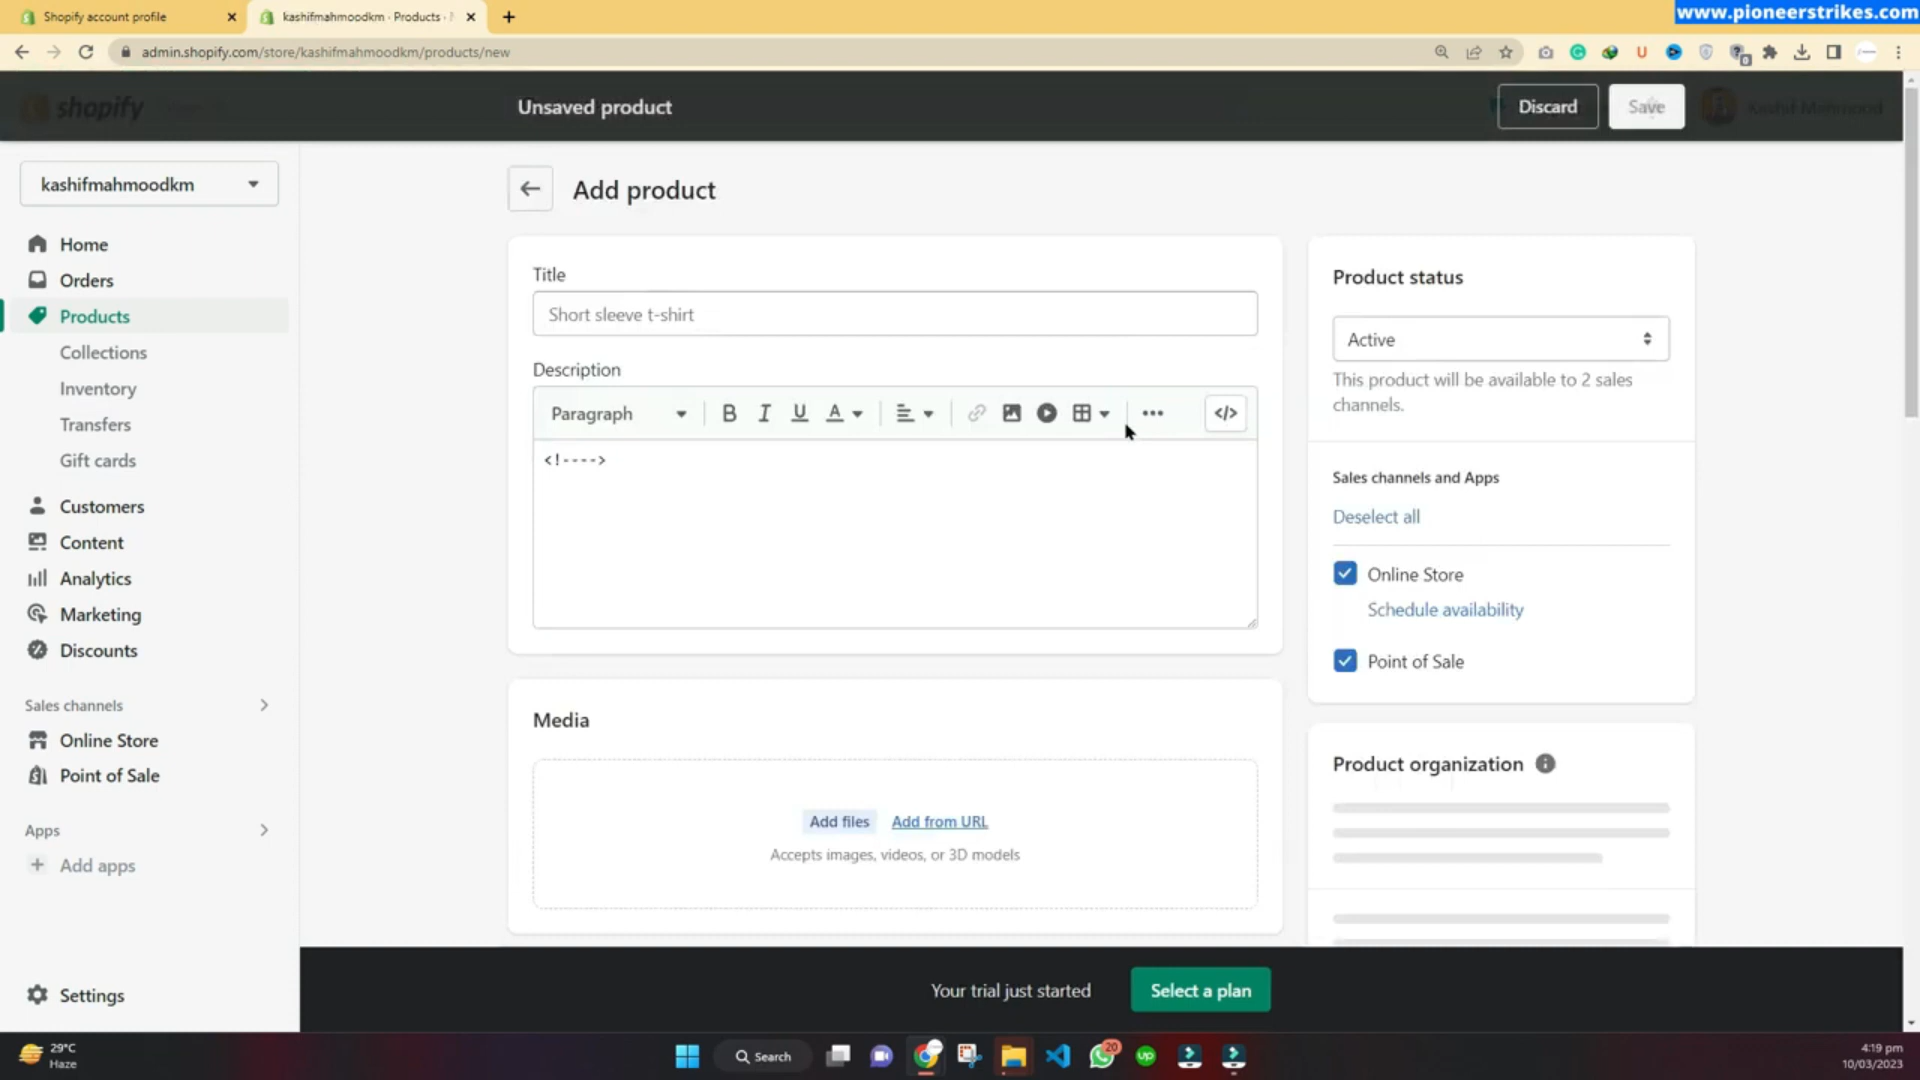 www.pioneerstrikes.com
Shopify account profile
kashifmahmoodkm · Products ·
admin.shopify.com/store/kashifmahmoodkm/products/new
shopify
Unsaved product
Discard
Save
Kashif Mahmood
kashifmahmoodkm
Add product
Home
Orders
Products
Collections
Inventory
Transfers
Gift cards
Customers
Content
Analytics
Marketing
Discounts
Sales channels
Online Store
Point of Sale
Apps
Add apps
Settings
Title
Short sleeve t-shirt
Description
Paragraph
B I U A
</>
<!---->
Media
Add files
Add from URL
Accepts images, videos, or 3D models
Product status
Active
This product will be available to 2 sales
channels.
Sales channels and Apps
Deselect all
Online Store
Schedule availability
Point of Sale
Product organization
Your trial just started
Select a plan
29°C
Haze
Search
20
up
4:19 pm
10/03/2023